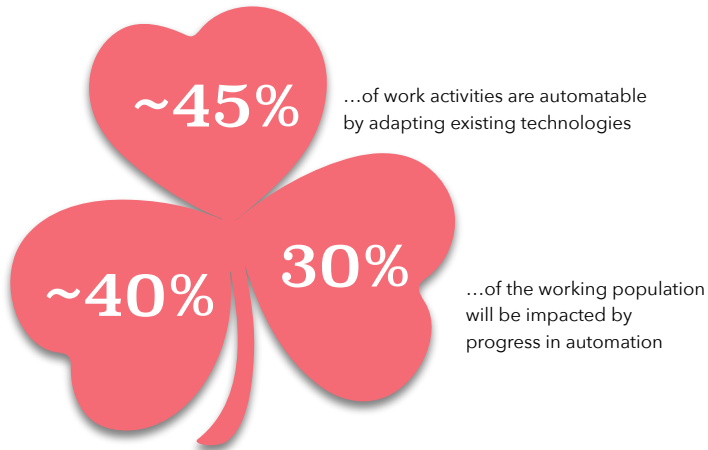 ~45%
…of work activities are automatable
by adapting existing technologies
~40%
30%
…of the working population
will be impacted by
progress in automation